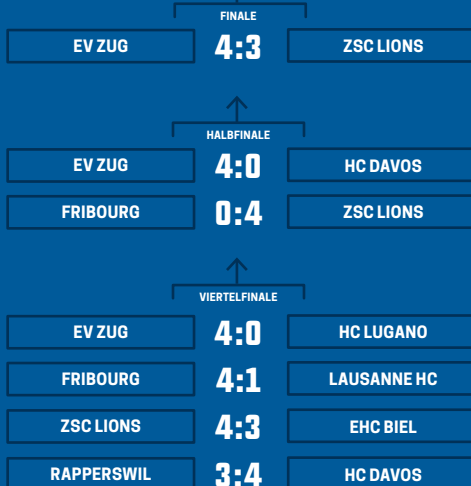 FINALE
EV ZUG 4:3 ZSC LIONS
HALBFINALE
EV ZUG 4:0 HC DAVOS
FRIBOURG 0:4 ZSC LIONS
VIERTELFINALE
EV ZUG 4:0 HC LUGANO
FRIBOURG 4:1 LAUSANNE HC
ZSC LIONS 4:3 EHC BIEL
RAPPERSWIL 3:4 HC DAVOS